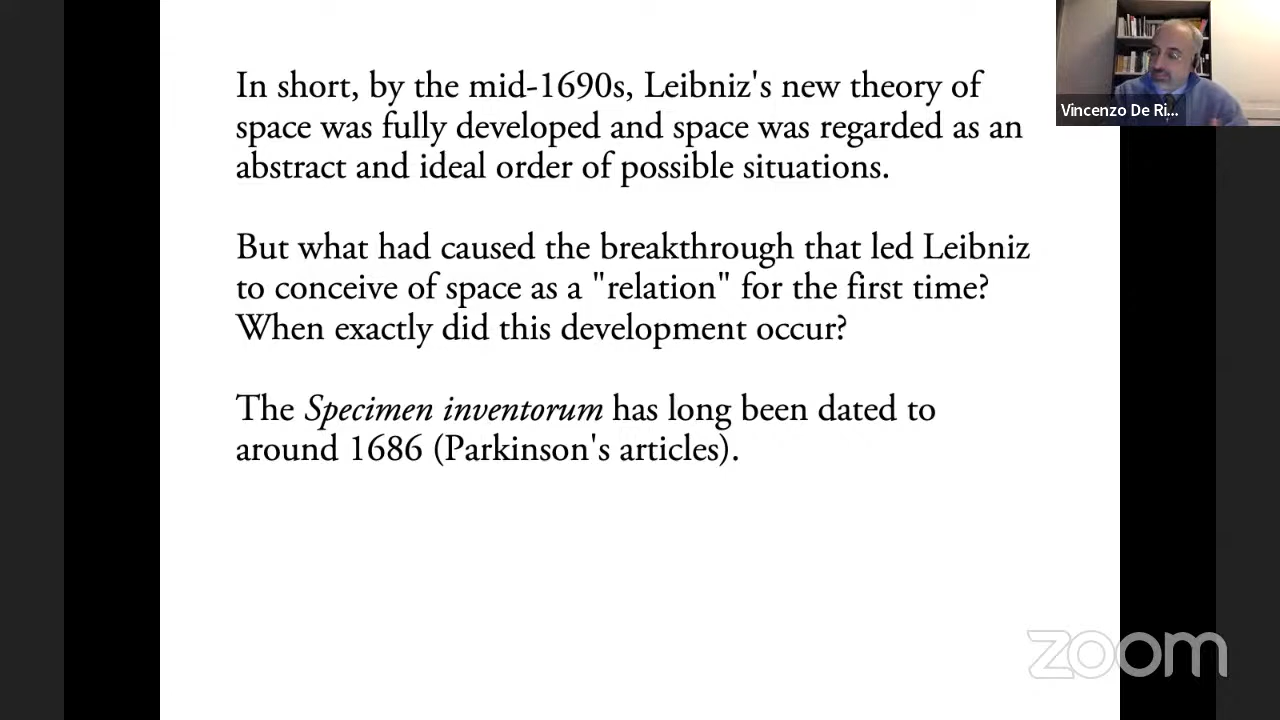 In short, by the mid-1690s, Leibniz's new theory of
space was fully developed and space was regarded as an
abstract and ideal order of possible situations.
But what had caused the breakthrough that led Leibniz
to conceive of space as a "relation" for the first time?
When exactly did this development occur?
The Specimen inventorum has long been dated to
around 1686 (Parkinson's articles).
Vincenzo De Ri...
zoom